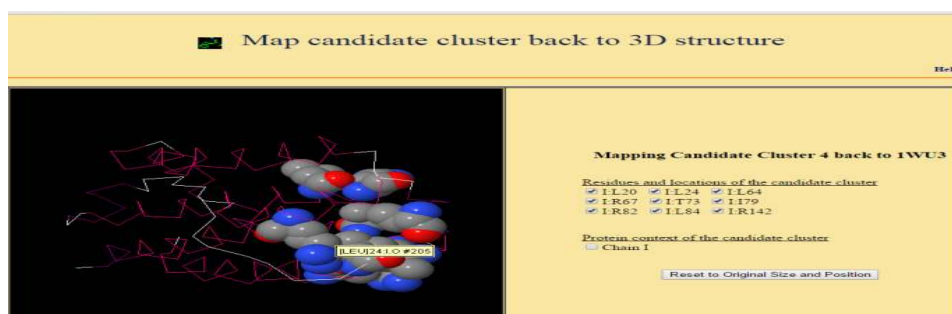 Map candidate cluster back to 3D structure
Hel
Mapping Candidate Cluster 4 back to 1WU3
Residues and locations of the candidate cluster
I:L20 I:L24 I:L64
I:R67 I:T73 I:I79
I:R82 I:L84 I:R142
Protein context of the candidate cluster
Chain I
Reset to Original Size and Position
[LEU]24:I.O #205